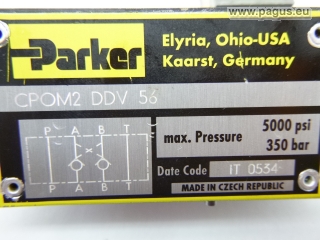 © www.pagus.eu
Parker
Elyria, Ohio-USA
Kaarst, Germany
CPOM2 DDV 56
P A B T
P A B T
max. Pressure 5000 psi
350 bar
Date Code IT 0534
MADE IN CZECH REPUBLIC